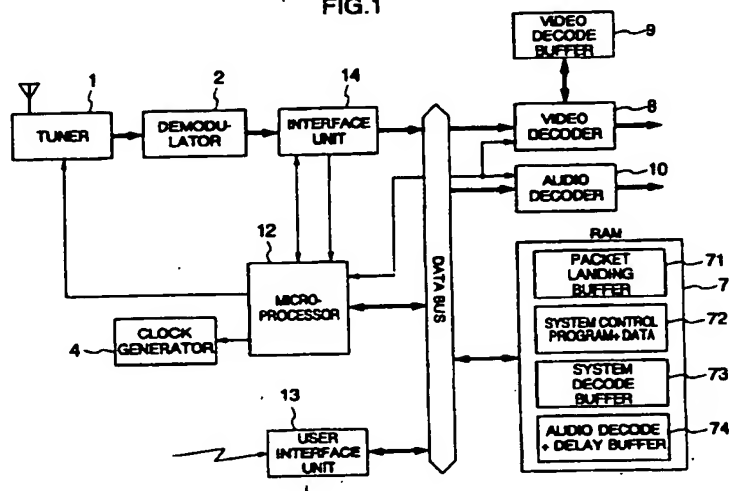 FIG.1
VIDEO
DECODE
BUFFER
9
1
2
14
8
TUNER
DEMODU-
LATOR
INTERFACE
UNIT
VIDEO
DECODER
10
AUDIO
DECODER
12
MICRO-
PROCESSOR
DATA BUS
RAM
PACKET
LANDING
BUFFER
71
7
4
CLOCK
GENERATOR
SYSTEM CONTROL
PROGRAM+DATA
72
SYSTEM
DECODE
BUFFER
73
13
USER
INTERFACE
UNIT
AUDIO DECODE
+ DELAY BUFFER
74